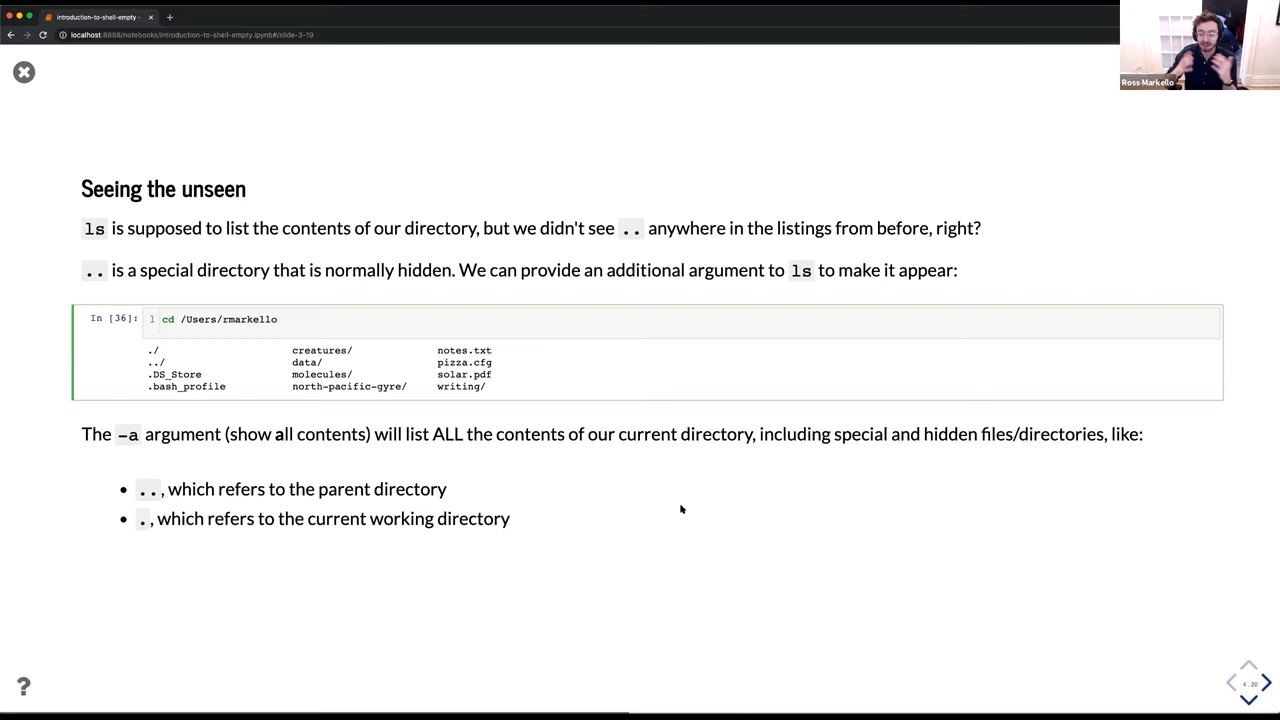 introduction-to-shell-empty -
localhost:8888/notebooks/introduction-to-shell-empty.ipynb#/slide-3-19
Ross Markello
Seeing the unseen
ls is supposed to list the contents of our directory, but we didn't see .. anywhere in the listings from before, right?
.. is a special directory that is normally hidden. We can provide an additional argument to ls to make it appear:
In [36]: 1 cd /Users/rmarkello
./ creatures/ notes.txt
../ data/ pizza.cfg
.DS_Store molecules/ solar.pdf
.bash_profile north-pacific-gyre/ writing/
The -a argument (show all contents) will list ALL the contents of our current directory, including special and hidden files/directories, like:
• .., which refers to the parent directory
• ., which refers to the current working directory
?
4.20